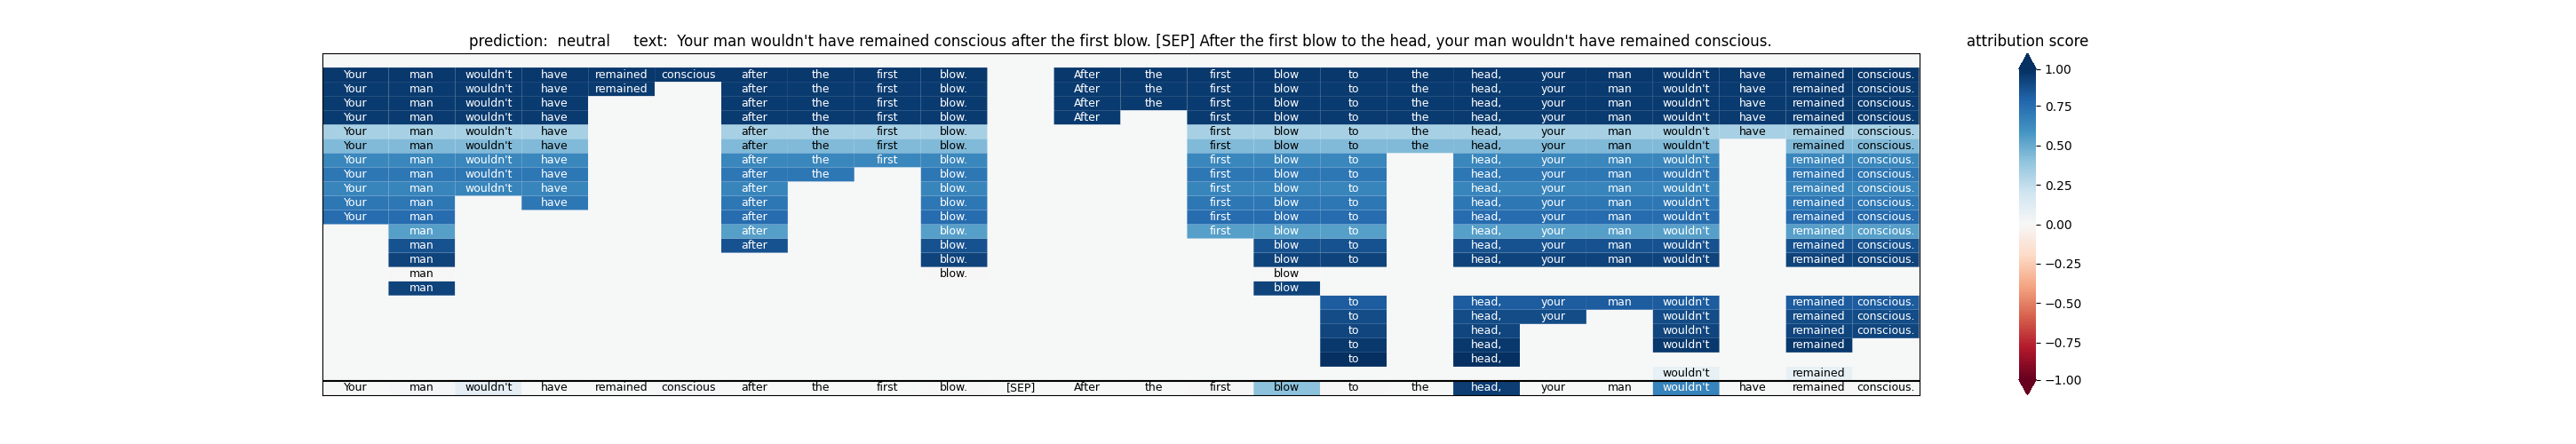 prediction: neutral text: Your man wouldn't have remained conscious after the first blow. [SEP] After the first blow to the head, your man wouldn't have remained conscious.
attribution score
Your man wouldn't have remained conscious after the first blow. After the first blow to the head, your man wouldn't have remained conscious.
Your man wouldn't have remained after the first blow. After the first blow to the head, your man wouldn't have remained conscious.
Your man wouldn't have after the first blow. After the first blow to the head, your man wouldn't have remained conscious.
Your man wouldn't have after the first blow. After first blow to the head, your man wouldn't have remained conscious.
Your man wouldn't have after the first blow. first blow to the head, your man wouldn't have remained conscious.
Your man wouldn't have after the first blow. first blow to the head, your man wouldn't remained conscious.
Your man wouldn't have after the first blow. first blow to head, your man wouldn't remained conscious.
Your man wouldn't have after the blow. first blow to head, your man wouldn't remained conscious.
Your man wouldn't have after blow. first blow to head, your man wouldn't remained conscious.
Your man have after blow. first blow to head, your man wouldn't remained conscious.
Your man after blow. first blow to head, your man wouldn't remained conscious.
man after blow. first blow to head, your man wouldn't remained conscious.
man after blow. blow to head, your man wouldn't remained conscious.
man blow. blow to head, your man wouldn't remained conscious.
man blow. blow
man blow
to head, your man wouldn't remained conscious.
to head, your wouldn't remained conscious.
to head, wouldn't remained conscious.
to head, wouldn't remained
to head,
wouldn't remained
Your man wouldn't have remained conscious after the first blow. [SEP] After the first blow to the head, your man wouldn't have remained conscious.
1.00
0.75
0.50
0.25
0.00
−0.25
−0.50
−0.75
−1.00